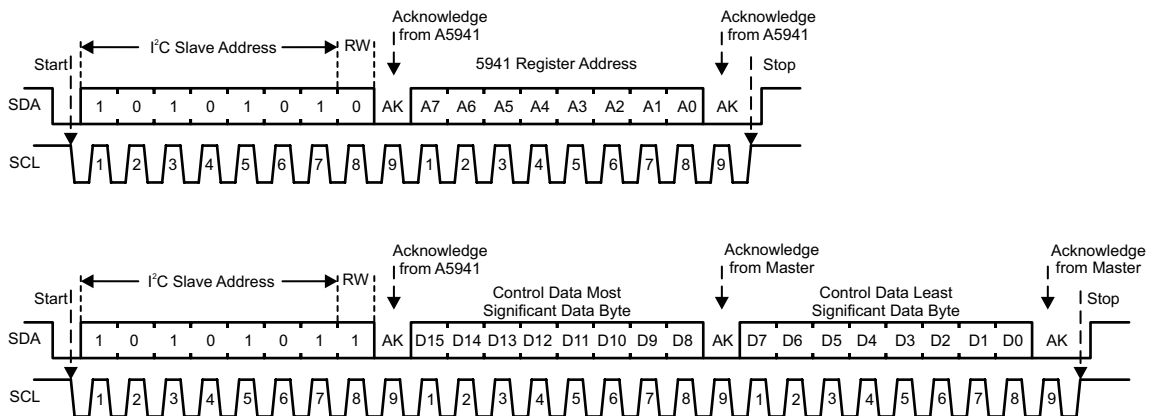 Acknowledge
from A5941
Acknowledge
from A5941
Start
I²C Slave Address
RW
5941 Register Address
Stop
SDA
1 0 1 0 1 0 1 0 AK A7 A6 A5 A4 A3 A2 A1 A0 AK
SCL
1 2 3 4 5 6 7 8 9 1 2 3 4 5 6 7 8 9
Acknowledge
from A5941
Acknowledge
from Master
Acknowledge
from Master
Start
I²C Slave Address
RW
Control Data Most
Significant Data Byte
Control Data Least
Significant Data Byte
Stop
SDA
1 0 1 0 1 0 1 1 AK D15 D14 D13 D12 D11 D10 D9 D8 AK D7 D6 D5 D4 D3 D2 D1 D0 AK
SCL
1 2 3 4 5 6 7 8 9 1 2 3 4 5 6 7 8 9 1 2 3 4 5 6 7 8 9